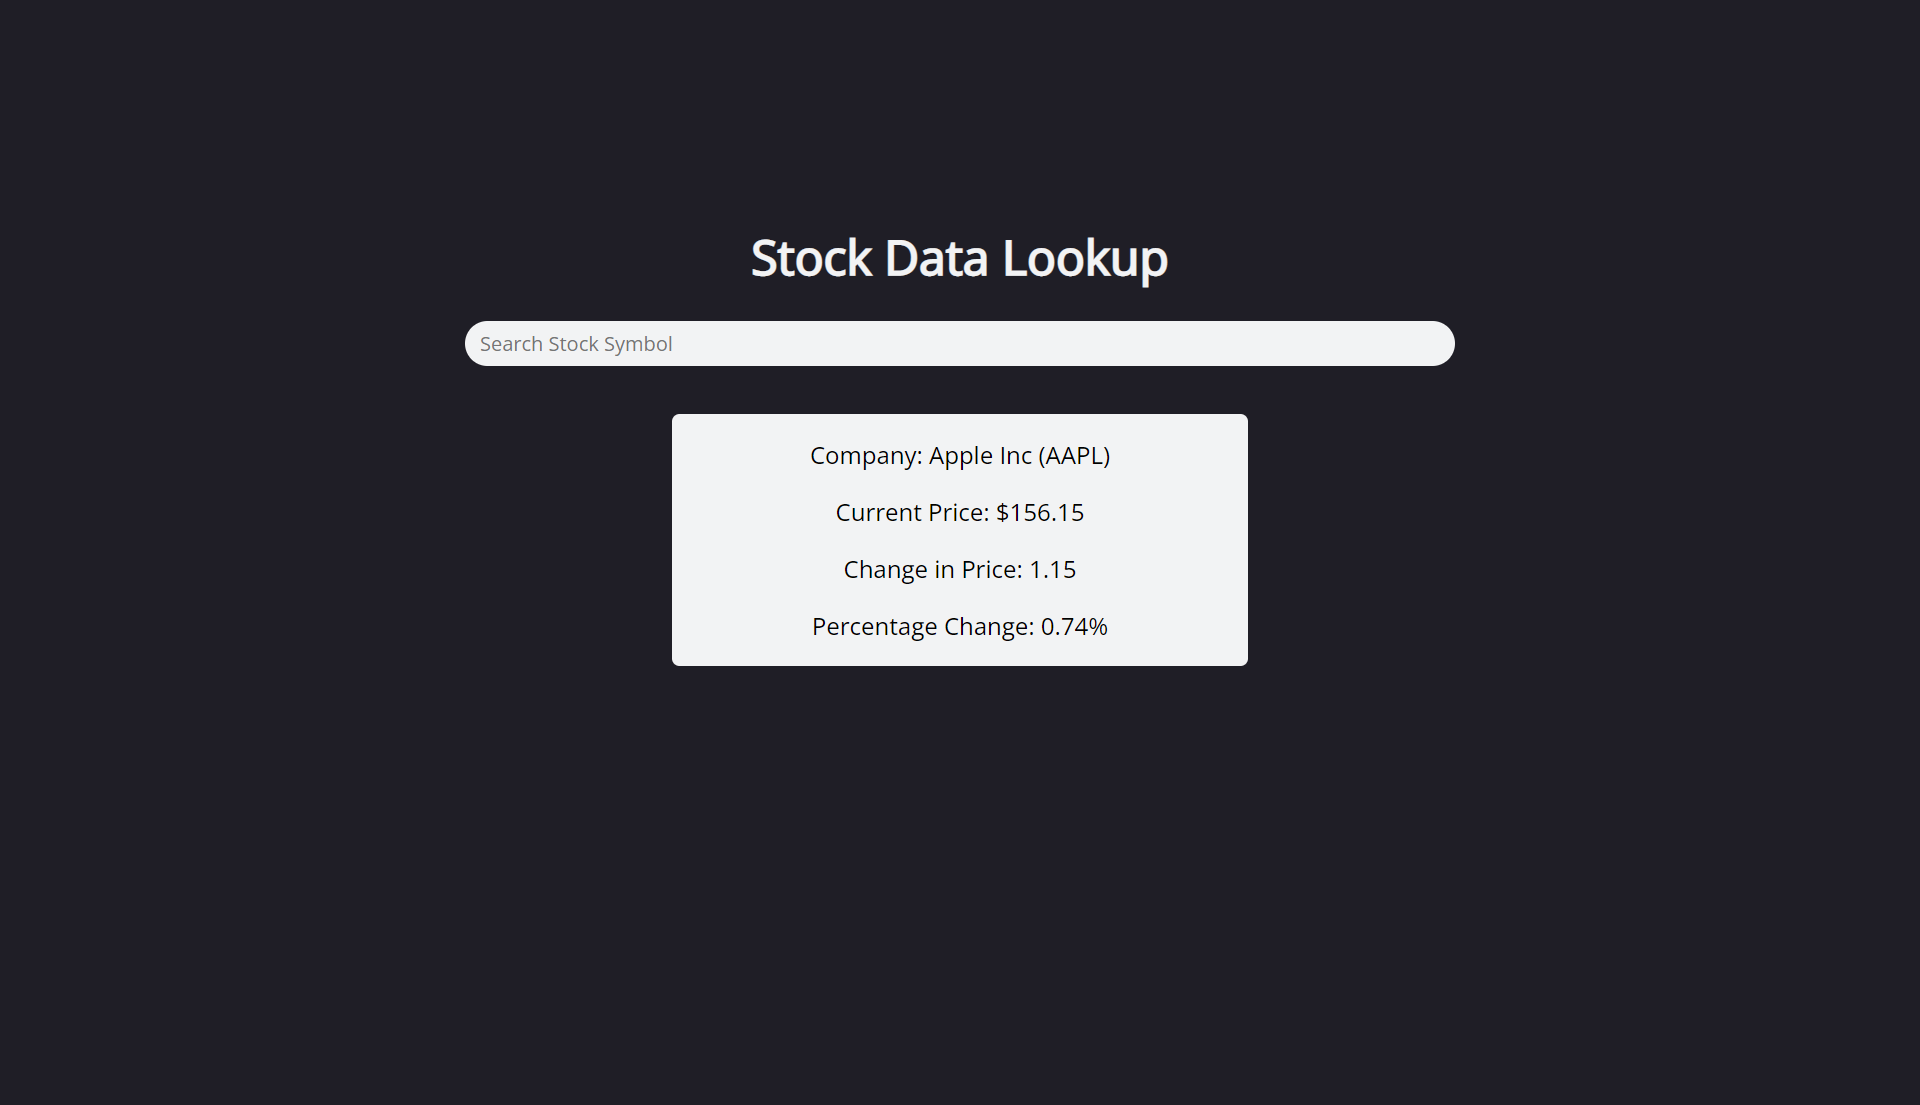 Stock Data Lookup
Search Stock Symbol
Company: Apple Inc (AAPL)
Current Price: $156.15
Change in Price: 1.15
Percentage Change: 0.74%